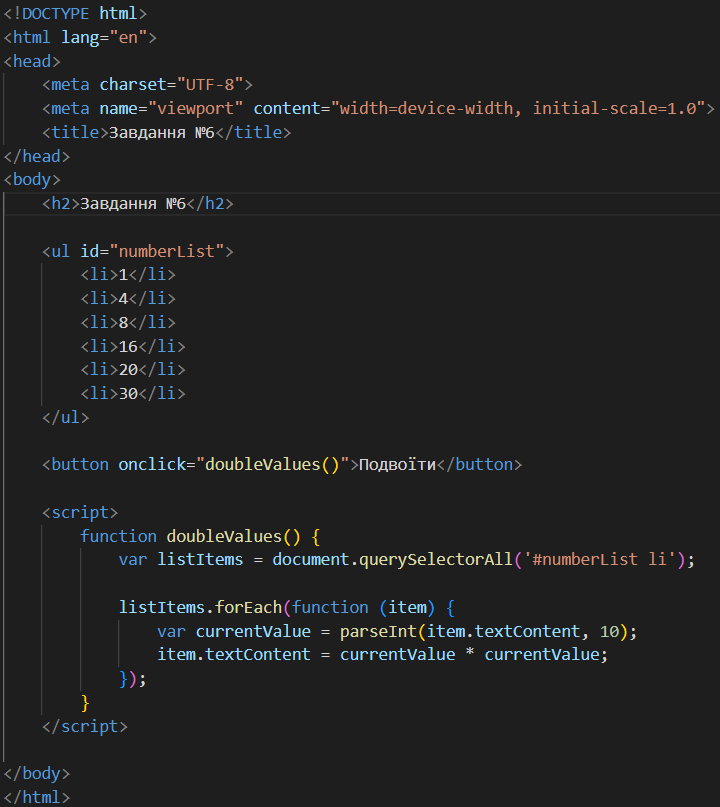 <!DOCTYPE html>
<html lang="en">
<head>
    <meta charset="UTF-8">
    <meta name="viewport" content="width=device-width, initial-scale=1.0">
    <title>Завдання №6</title>
</head>
<body>
    <h2>Завдання №6</h2>

    <ul id="numberList">
        <li>1</li>
        <li>4</li>
        <li>8</li>
        <li>16</li>
        <li>20</li>
        <li>30</li>
    </ul>

    <button onclick="doubleValues()">Подвоїти</button>

    <script>
        function doubleValues() {
            var listItems = document.querySelectorAll('#numberList li');

            listItems.forEach(function (item) {
                var currentValue = parseInt(item.textContent, 10);
                item.textContent = currentValue * currentValue;
            });
        }
    </script>

</body>
</html>